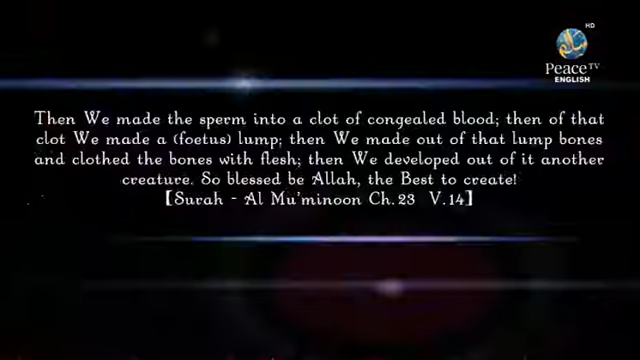 HD
Peace TV
ENGLISH
Then We made the sperm into a clot of congealed blood; then of that
clot We made a (foetus) lump; then We made out of that lump bones
and clothed the bones with flesh; then We developed out of it another
creature. So blessed be Allah, the Best to create!
[Surah - Al Mu'minoon Ch.23 V.14]